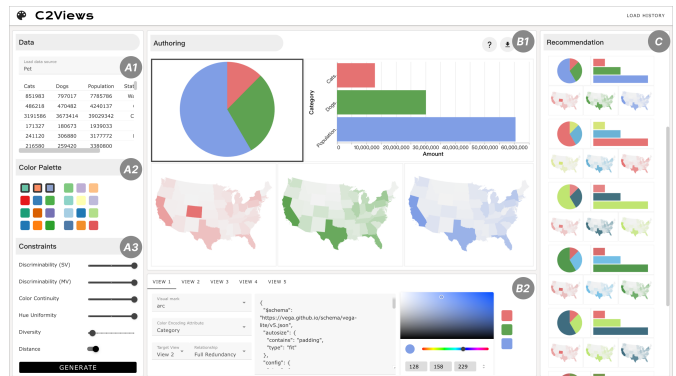 C2Views
LOAD HISTORY
Data
A1
Load data source
Pet
Cats Dogs Population
851983 797017 7785786
486218 470482 4240137
3191586 3673414 39029342
171327 180673 1939033
241120 306880 3177772
216580 259420 3380800
Color Palette
A2
Constraints
A3
Discriminability (SV)
Discriminability (MV)
Color Continuity
Hue Uniformity
Diversity
Distance
GENERATE
Authoring
?
B1
Category
Cats
Dogs
Population
0 10,000,000 20,000,000 30,000,000 40,000,000 50,000,000 60,000,000
Amount
VIEW 1 VIEW 2 VIEW 3 VIEW 4 VIEW 5
B2
Visual mark
arc
Color Encoding Attribute
Category
Target view
View 2
Relationship
Full Redundancy
{
"$schema":
"https://vega.github.io/schema/vega-
lite/v5.json",
"autosize": {
"contains": "padding",
"type": "fit"
},
"config": {
128 158 229
Recommendation
C